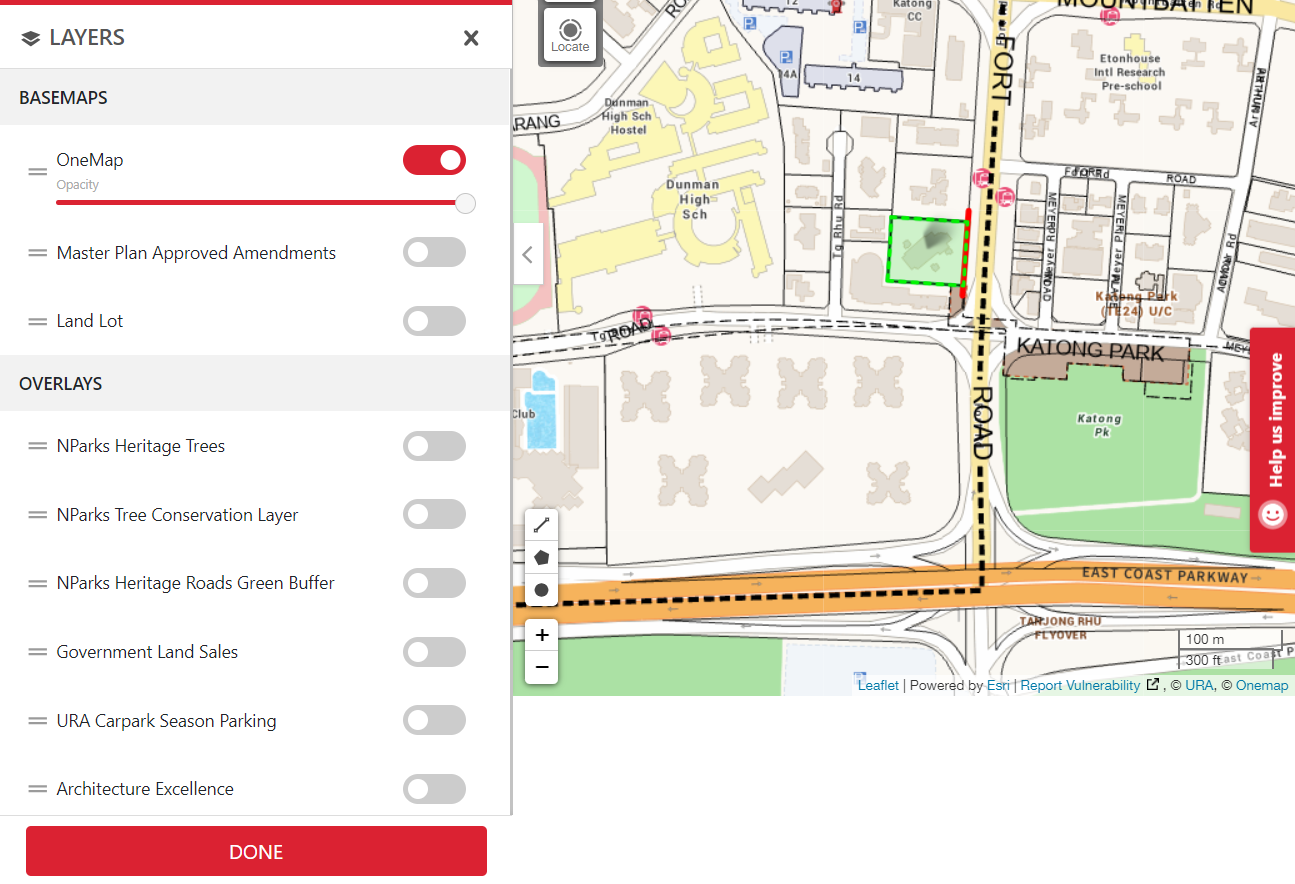 LAYERS
BASEMAPS
OneMap
Opacity
Master Plan Approved Amendments
Land Lot
OVERLAYS
NParks Heritage Trees
NParks Tree Conservation Layer
NParks Heritage Roads Green Buffer
Government Land Sales
URA Carpark Season Parking
Architecture Excellence
DONE
Locate
12
Katong
CC
MOUNTBATTEN
FORT
14
14A
Etonhouse
Intl Research
Pre-school
Dunman
High Sch
Hostel
ARANG
Dunman
High
Sch
Tg Rhu Rd
Fort Rd
ROAD
MEYER
ROAD
MEYER
PLACE
Katong Park
(TE24) U/C
Tg
ROAD
KATONG PARK
ROAD
Katong
Pk
Club
EAST COAST PARKWAY
TANJONG RHU
FLYOVER
East Coast P
100 m
300 ft
+
−
Leaflet | Powered by Esri | Report Vulnerability , © URA, © Onemap
Help us improve